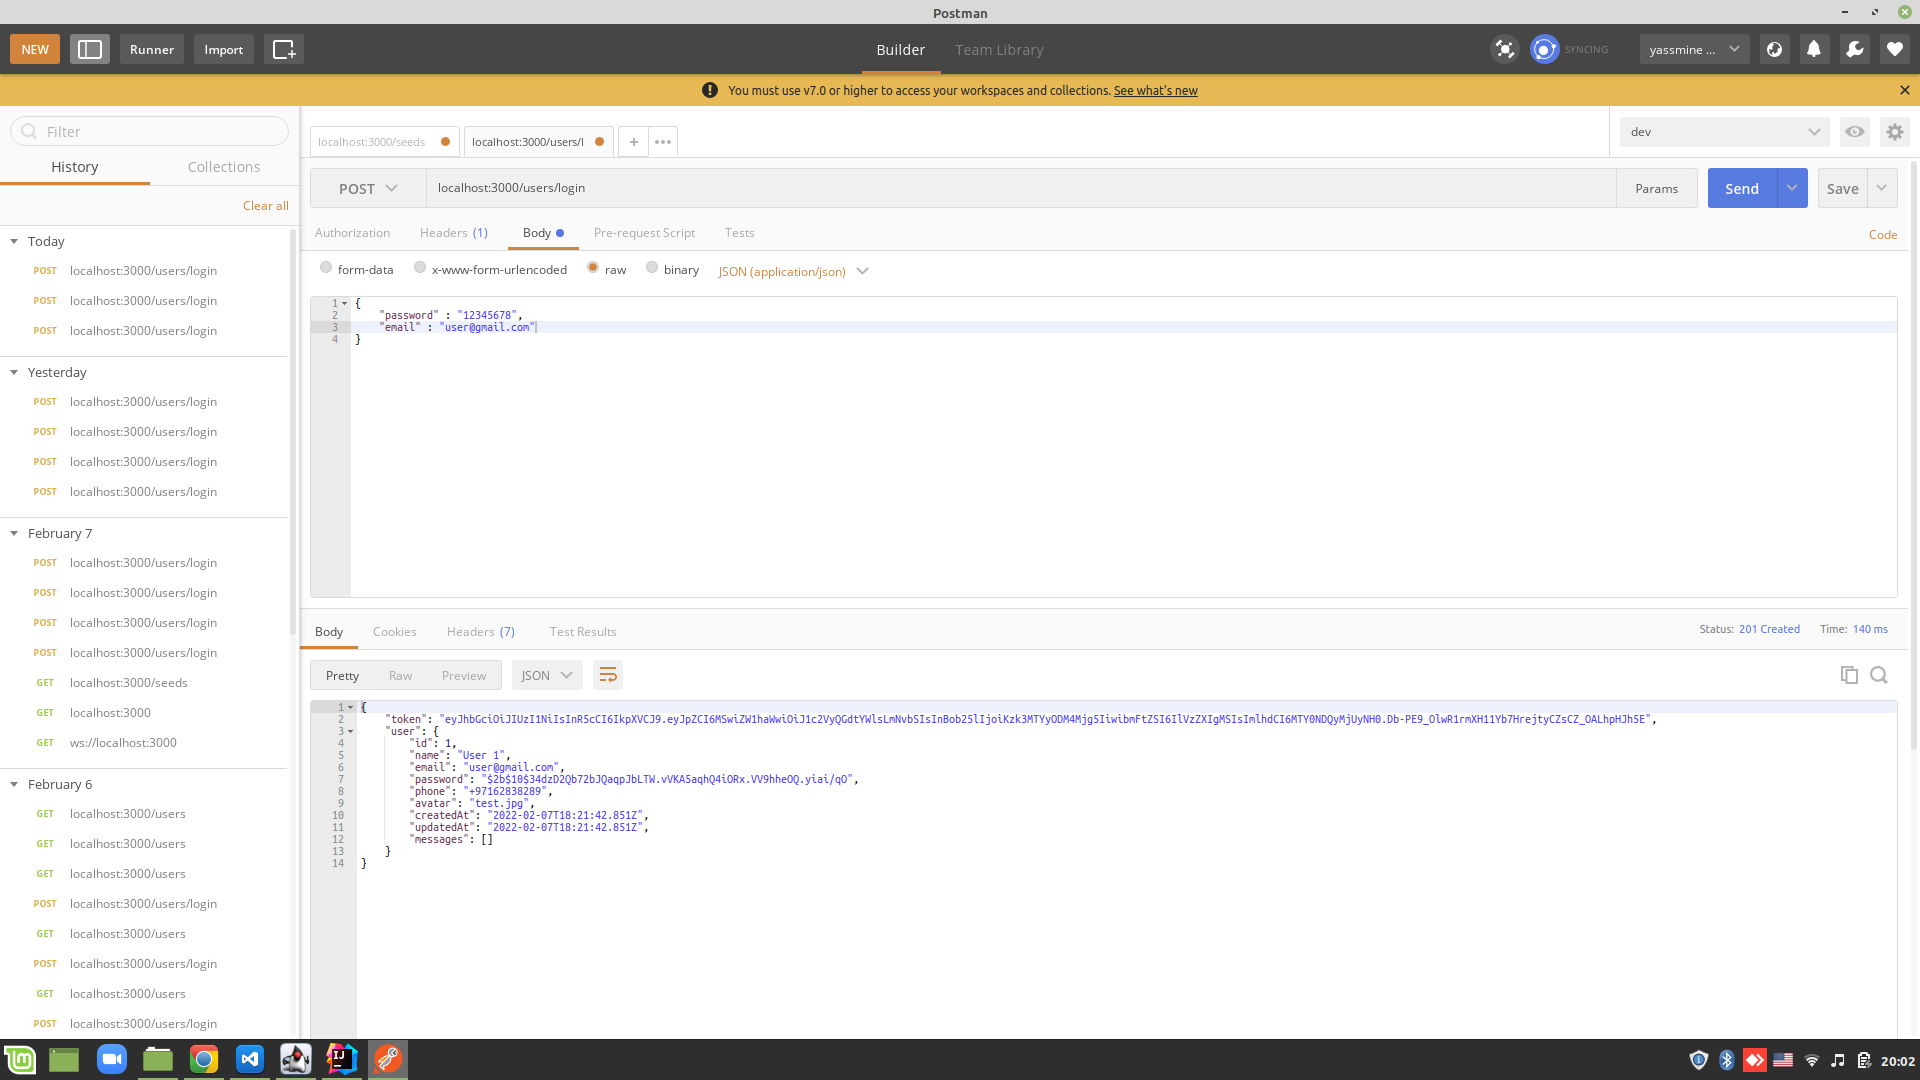 Postman
NEW
Runner
Import
Builder
Team Library
SYNCING
yassmine ...
You must use v7.0 or higher to access your workspaces and collections. See what's new
Filter
History
Collections
Clear all
Today
POST localhost:3000/users/login
POST localhost:3000/users/login
POST localhost:3000/users/login
Yesterday
POST localhost:3000/users/login
POST localhost:3000/users/login
POST localhost:3000/users/login
POST localhost:3000/users/login
February 7
POST localhost:3000/users/login
POST localhost:3000/users/login
POST localhost:3000/users/login
POST localhost:3000/users/login
GET localhost:3000/seeds
GET localhost:3000
GET ws://localhost:3000
February 6
GET localhost:3000/users
GET localhost:3000/users
GET localhost:3000/users
POST localhost:3000/users/login
GET localhost:3000/users
POST localhost:3000/users/login
GET localhost:3000/users
POST localhost:3000/users/login
localhost:3000/seeds
localhost:3000/users/l
dev
POST
localhost:3000/users/login
Params
Send
Save
Authorization
Headers (1)
Body
Pre-request Script
Tests
Code
form-data
x-www-form-urlencoded
raw
binary
JSON (application/json)
1 {
2 "password" : "12345678",
3 "email" : "user@gmail.com"
4 }
Body
Cookies
Headers (7)
Test Results
Status: 201 Created
Time: 140 ms
Pretty
Raw
Preview
JSON
1 {
2 "token":
3 "user": {
4 "id": 1,
5 "name": "User 1",
6 "email": "user@gmail.com",
7 "password":
8 "phone": "+97162838289",
9 "avatar": "test.jpg",
10 "createdAt": "2022-02-07T18:21:42.851Z",
11 "updatedAt": "2022-02-07T18:21:42.851Z",
12 "messages": []
13 }
14 }
IJ
20:02